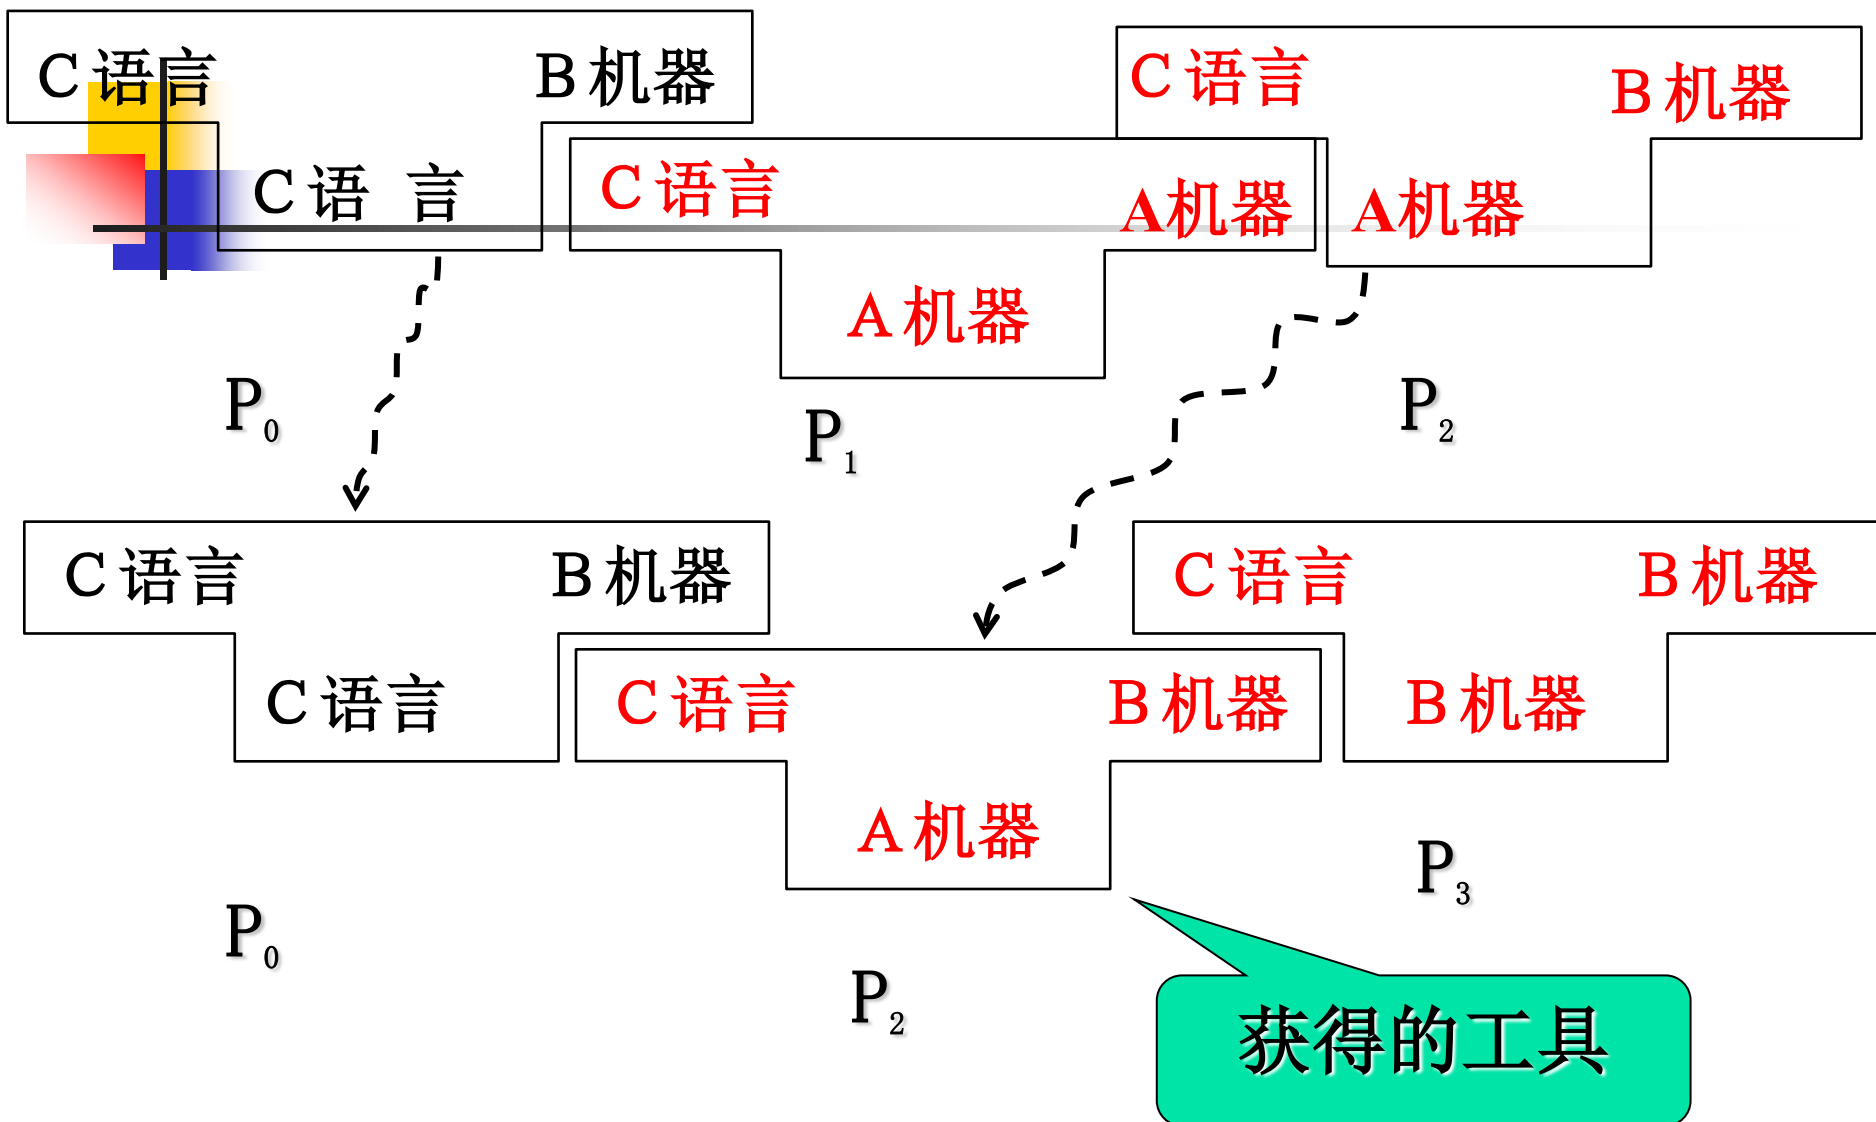 C语言 B机器 C语言 B机器
C语 言 C语言 A机器 A机器
A机器
P0 P1 P2
C语言 B机器 C语言 B机器
C语言 C语言 B机器 B机器
A机器
P3
P0 P2
获得的工具